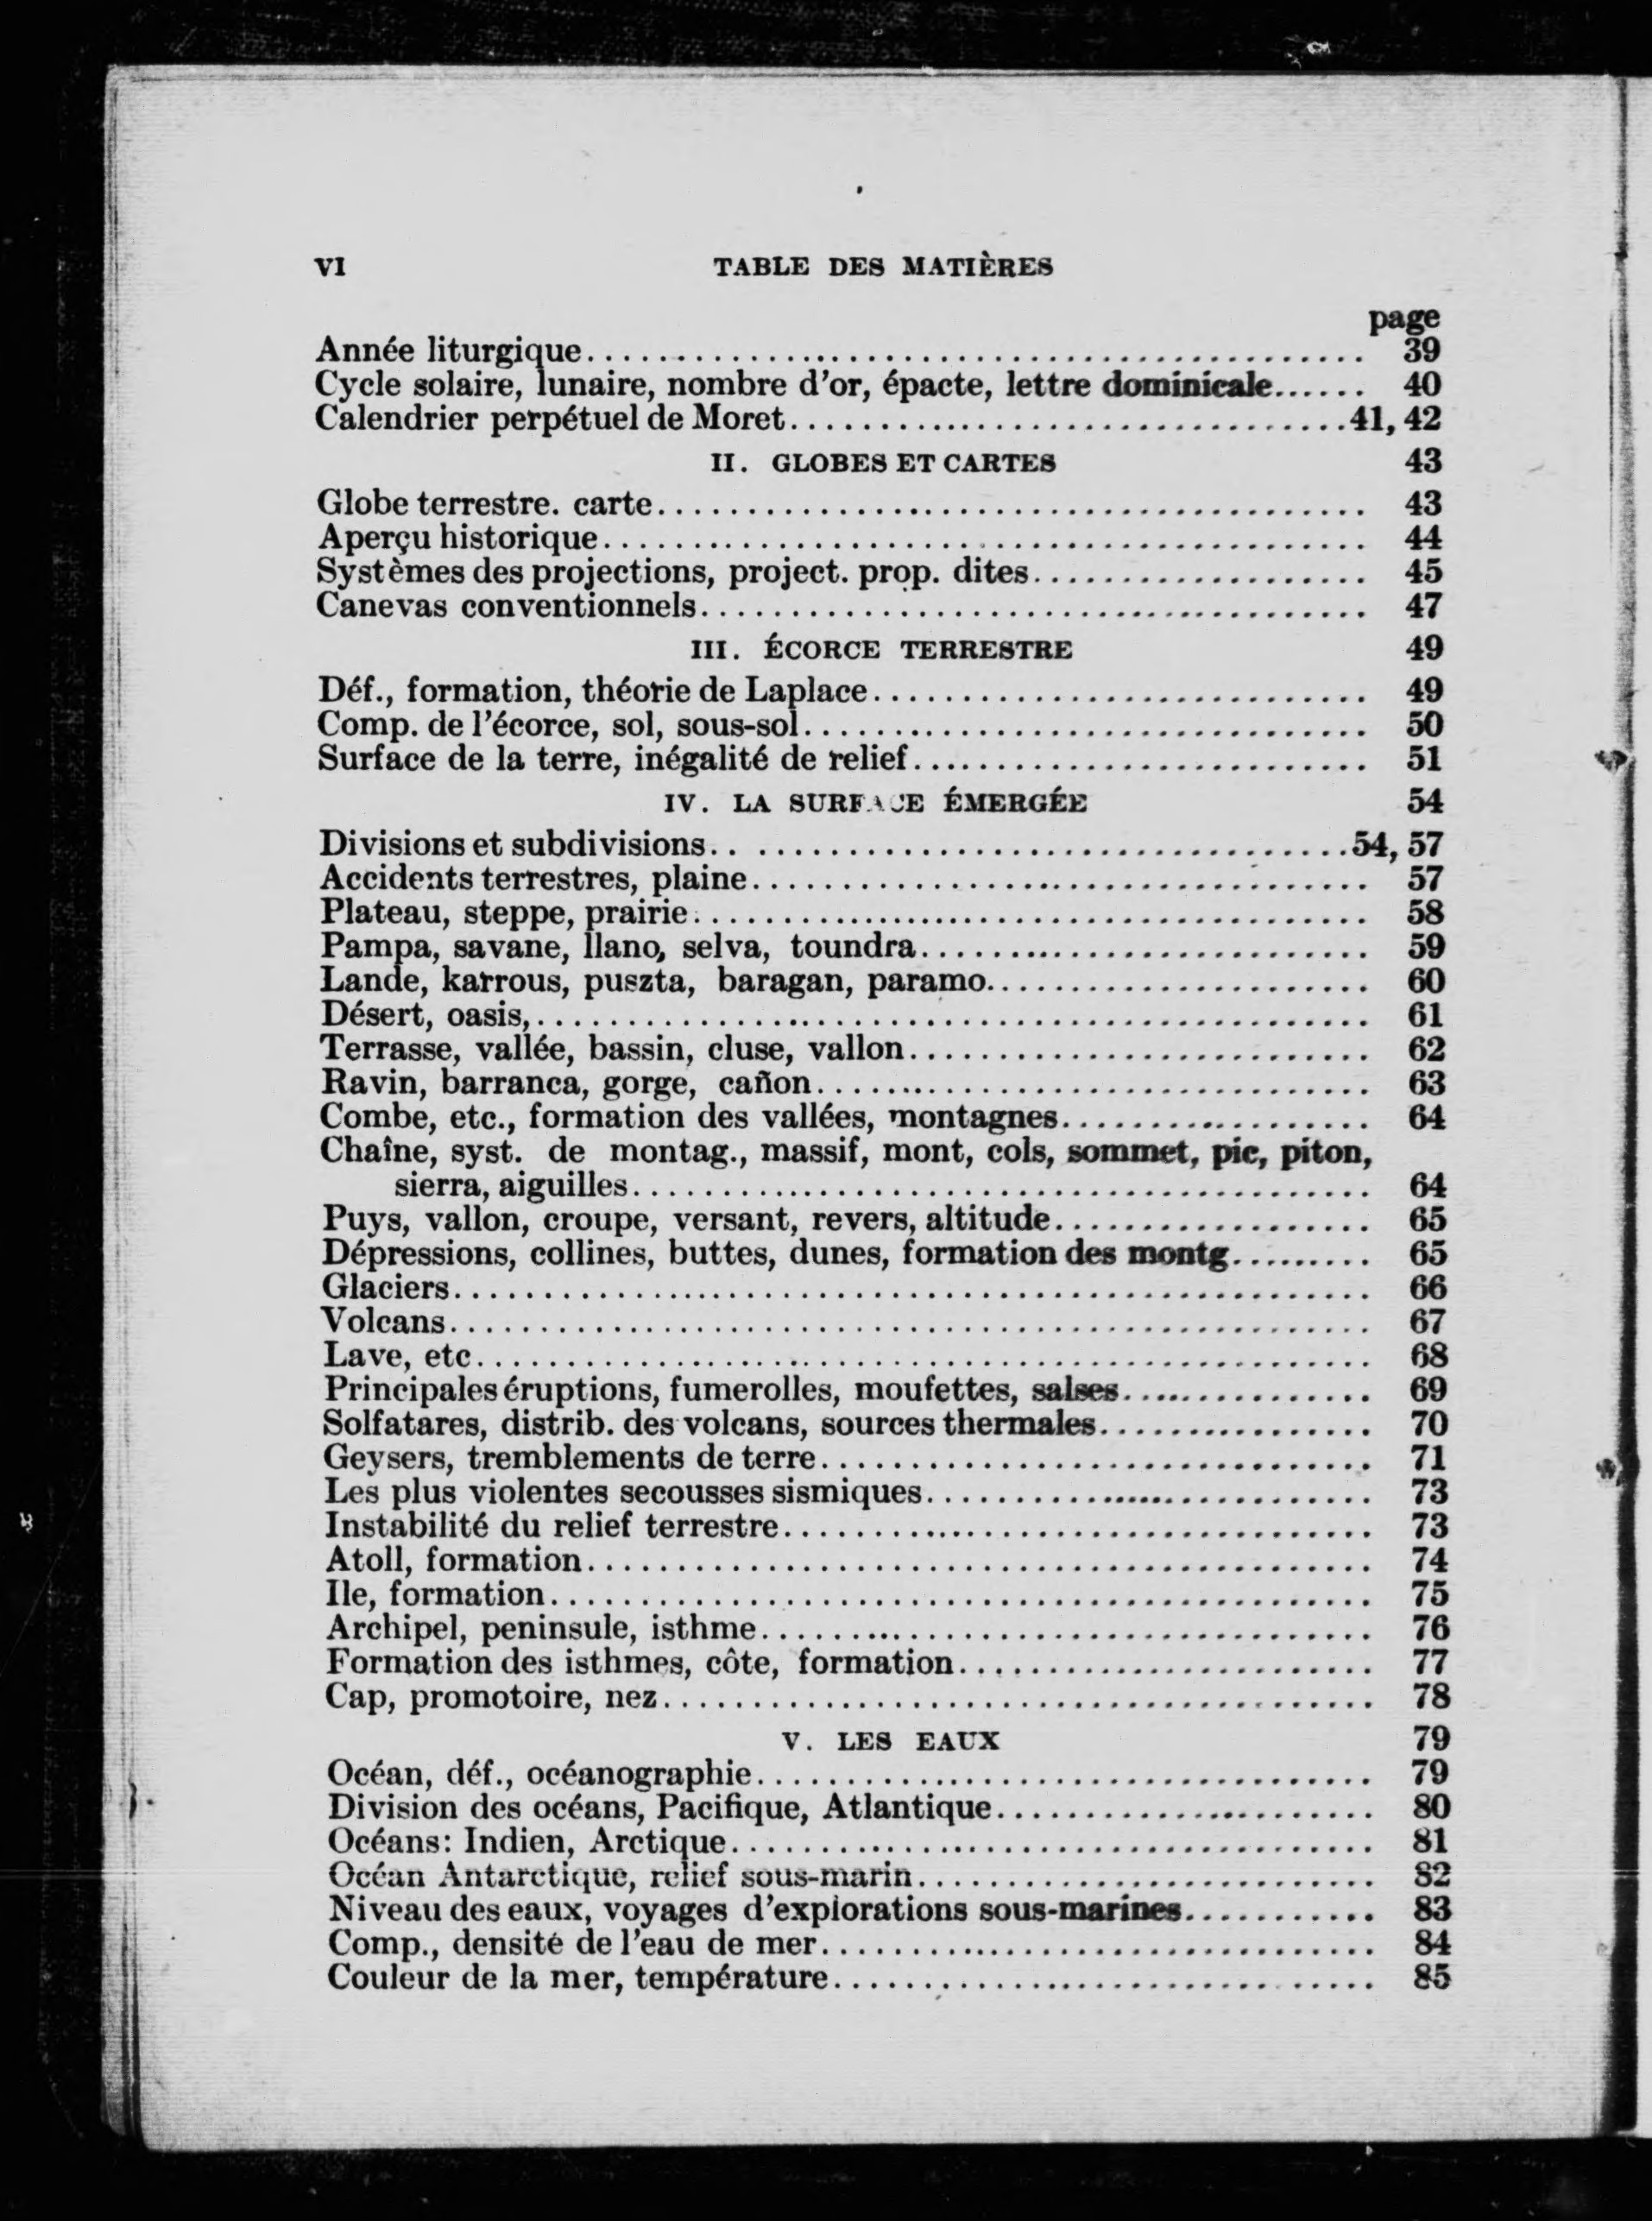 VI TABLE DES MATIÈRES
page
Année liturgique.......... 39
Cycle solaire, lunaire, nombre d'or, épacte, lettre dominicale...... 40
Calendrier perpétuel de Moret.......... 41, 42
II. GLOBES ET CARTES 43
Globe terrestre. carte.......... 43
Aperçu historique.......... 44
Systèmes des projections, project. prop. dites.......... 45
Canevas conventionnels.......... 47
III. ÉCORCE TERRESTRE 49
Déf., formation, théorie de Laplace.......... 49
Comp. de l'écorce, sol, sous-sol.......... 50
Surface de la terre, inégalité de relief.......... 51
IV. LA SURFACE ÉMERGÉE 54
Divisions et subdivisions.......... 54, 57
Accidents terrestres, plaine.......... 57
Plateau, steppe, prairie.......... 58
Pampa, savane, llano, selva, toundra.......... 59
Lande, karrous, puszta, baragan, paramo.......... 60
Désert, oasis,.......... 61
Terrasse, vallée, bassin, cluse, vallon.......... 62
Ravin, barranca, gorge, cañon.......... 63
Combe, etc., formation des vallées, montagnes.......... 64
Chaîne, syst. de montag., massif, mont, cols, sommet, pic, piton,
sierra, aiguilles.......... 64
Puys, vallon, croupe, versant, revers, altitude.......... 65
Dépressions, collines, buttes, dunes, formation des montg.......... 65
Glaciers.......... 66
Volcans.......... 67
Lave, etc.......... 68
Principales éruptions, fumerolles, moufettes, salses.......... 69
Solfatares, distrib. des volcans, sources thermales.......... 70
Geysers, tremblements de terre.......... 71
Les plus violentes secousses sismiques.......... 73
Instabilité du relief terrestre.......... 73
Atoll, formation.......... 74
Ile, formation.......... 75
Archipel, peninsule, isthme.......... 76
Formation des isthmes, côte, formation.......... 77
Cap, promotoire, nez.......... 78
V. LES EAUX 79
Océan, déf., océanographie.......... 79
Division des océans, Pacifique, Atlantique.......... 80
Océans: Indien, Arctique.......... 81
Océan Antarctique, relief sous-marin.......... 82
Niveau des eaux, voyages d'explorations sous-marines.......... 83
Comp., densité de l'eau de mer.......... 84
Couleur de la mer, température.......... 85